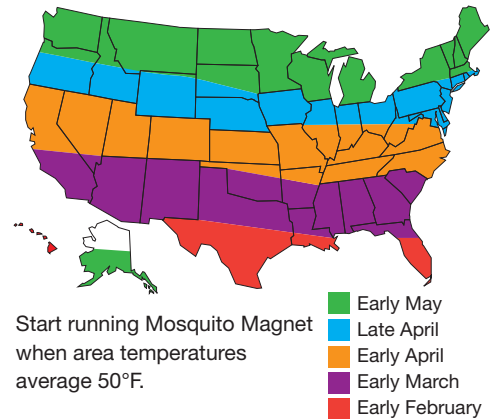 Start running Mosquito Magnet
when area temperatures
average 50°F.
Early May
Late April
Early April
Early March
Early February